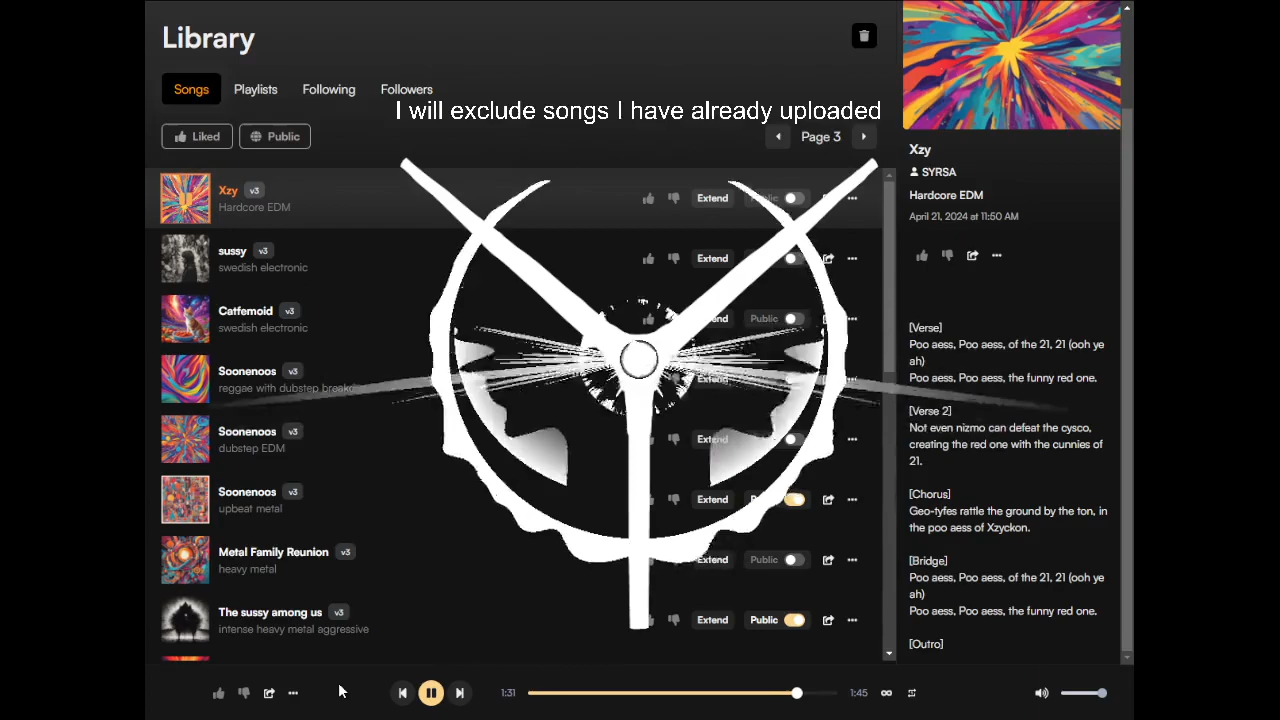 Library
Songs
Playlists
Following
Followers
I will exclude songs I have already uploaded
Liked
Public
Page 3
Xzy v3
Hardcore EDM
Extend
Public
sussy v3
swedish electronic
Extend
Catfemoid v3
swedish electronic
Extend
Public
Soonenoos v3
reggae with dubstep breakdo
Extend
Soonenoos v3
dubstep EDM
Extend
Soonenoos v3
upbeat metal
Extend
Metal Family Reunion v3
heavy metal
Extend
Public
The sussy among us v3
intense heavy metal aggressive
Extend
Public
1:31
1:45
Xzy
SYRSA
Hardcore EDM
April 21, 2024 at 11:50 AM
[Verse]
Poo aess, Poo aess, of the 21, 21 (ooh ye
ah)
Poo aess, Poo aess, the funny red one.
[Verse 2]
Not even nizmo can defeat the cysco,
creating the red one with the cunnies of
21.
[Chorus]
Geo-tyfes rattle the ground by the ton, in
the poo aess of Xzyckon.
[Bridge]
Poo aess, Poo aess, of the 21, 21 (ooh ye
ah)
Poo aess, Poo aess, the funny red one.
[Outro]